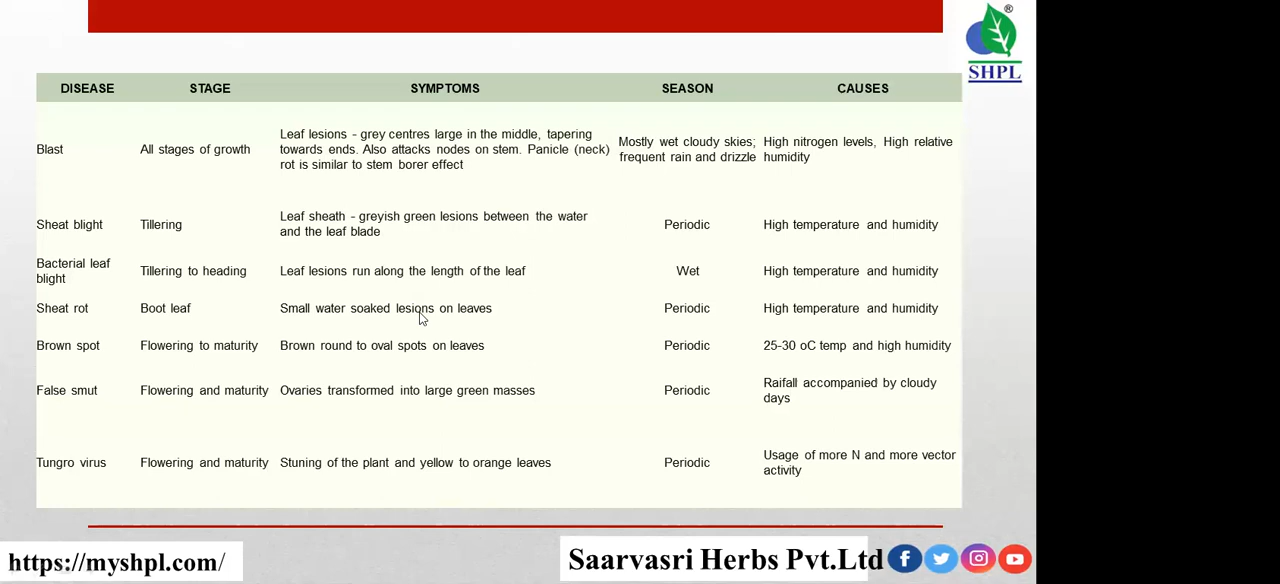 ®
SHPL
DISEASE STAGE SYMPTOMS SEASON CAUSES
Blast
All stages of growth
Leaf lesions - grey centres large in the middle, tapering
towards ends. Also attacks nodes on stem. Panicle (neck)
rot is similar to stem borer effect
Mostly wet cloudy skies;
frequent rain and drizzle
High nitrogen levels, High relative
humidity
Sheat blight
Tillering
Leaf sheath - greyish green lesions between the water
and the leaf blade
Periodic
High temperature and humidity
Bacterial leaf
blight
Tillering to heading
Leaf lesions run along the length of the leaf
Wet
High temperature and humidity
Sheat rot
Boot leaf
Small water soaked lesions on leaves
Periodic
High temperature and humidity
Brown spot
Flowering to maturity
Brown round to oval spots on leaves
Periodic
25-30 oC temp and high humidity
False smut
Flowering and maturity
Ovaries transformed into large green masses
Periodic
Raifall accompanied by cloudy
days
Tungro virus
Flowering and maturity
Stuning of the plant and yellow to orange leaves
Periodic
Usage of more N and more vector
activity
https://myshpl.com/
Saarvasri Herbs Pvt.Ltd